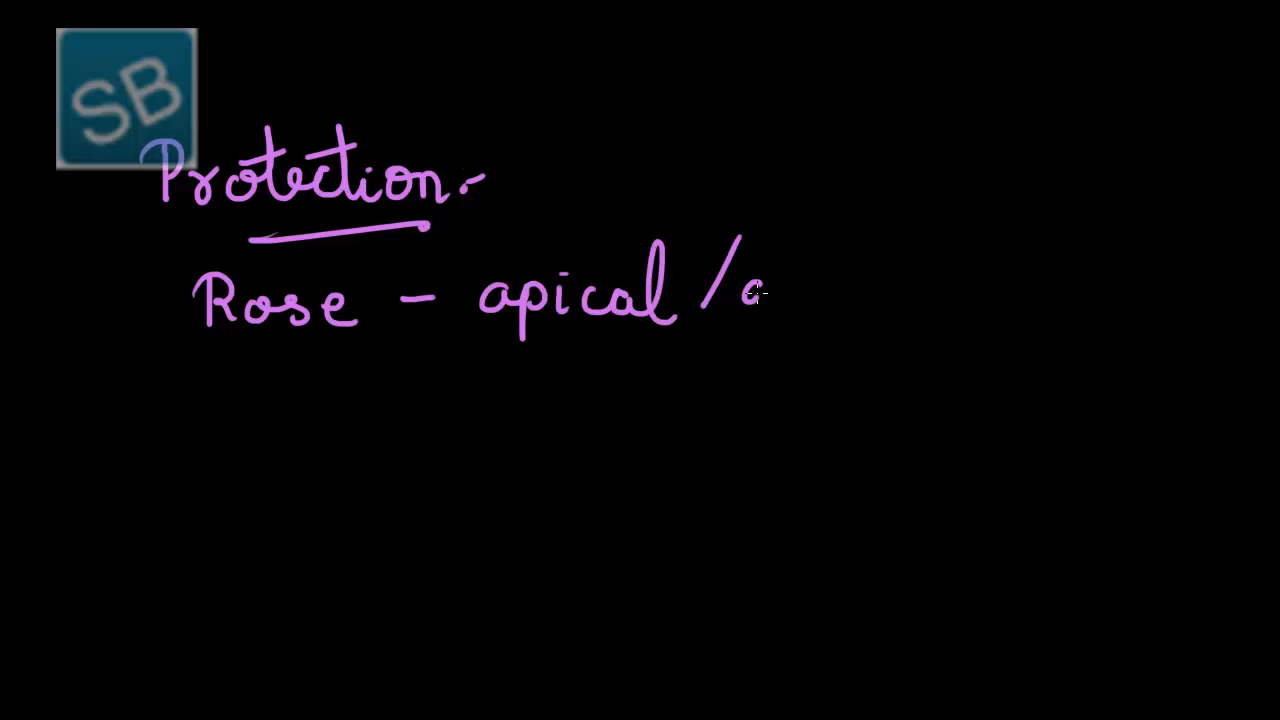 SB
Protection.-
Rose - apical / a